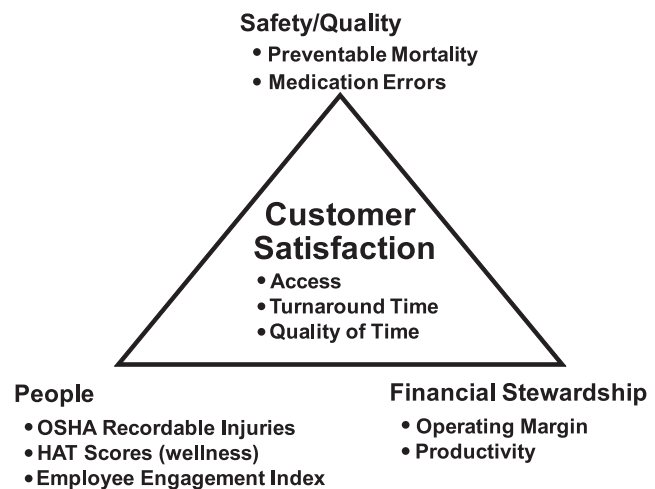 Safety/Quality
• Preventable Mortality
• Medication Errors
Customer
Satisfaction
• Access
• Turnaround Time
• Quality of Time
People
• OSHA Recordable Injuries
• HAT Scores (wellness)
• Employee Engagement Index
Financial Stewardship
• Operating Margin
• Productivity